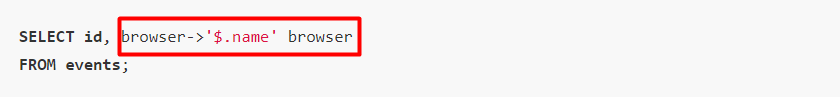 SELECT id, browser->'$.name' browser
FROM events;